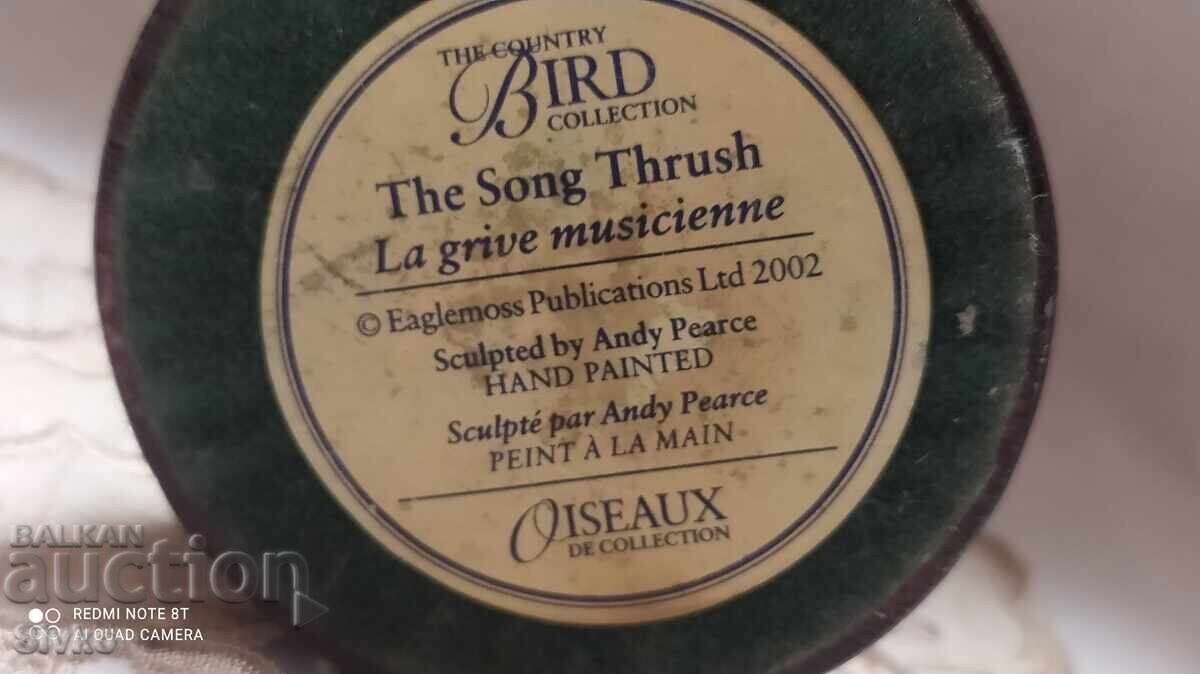 THE COUNTRY
BIRD
COLLECTION
The Song Thrush
La grive musicienne
© Eaglemoss Publications Ltd 2002
Sculpted by Andy Pearce
HAND PAINTED
Sculpté par Andy Pearce
PEINT À LA MAIN
OISEAUX
DE COLLECTION
BALKAN
auction
REDMI NOTE 8T
AI QUAD CAMERA
SIVKO